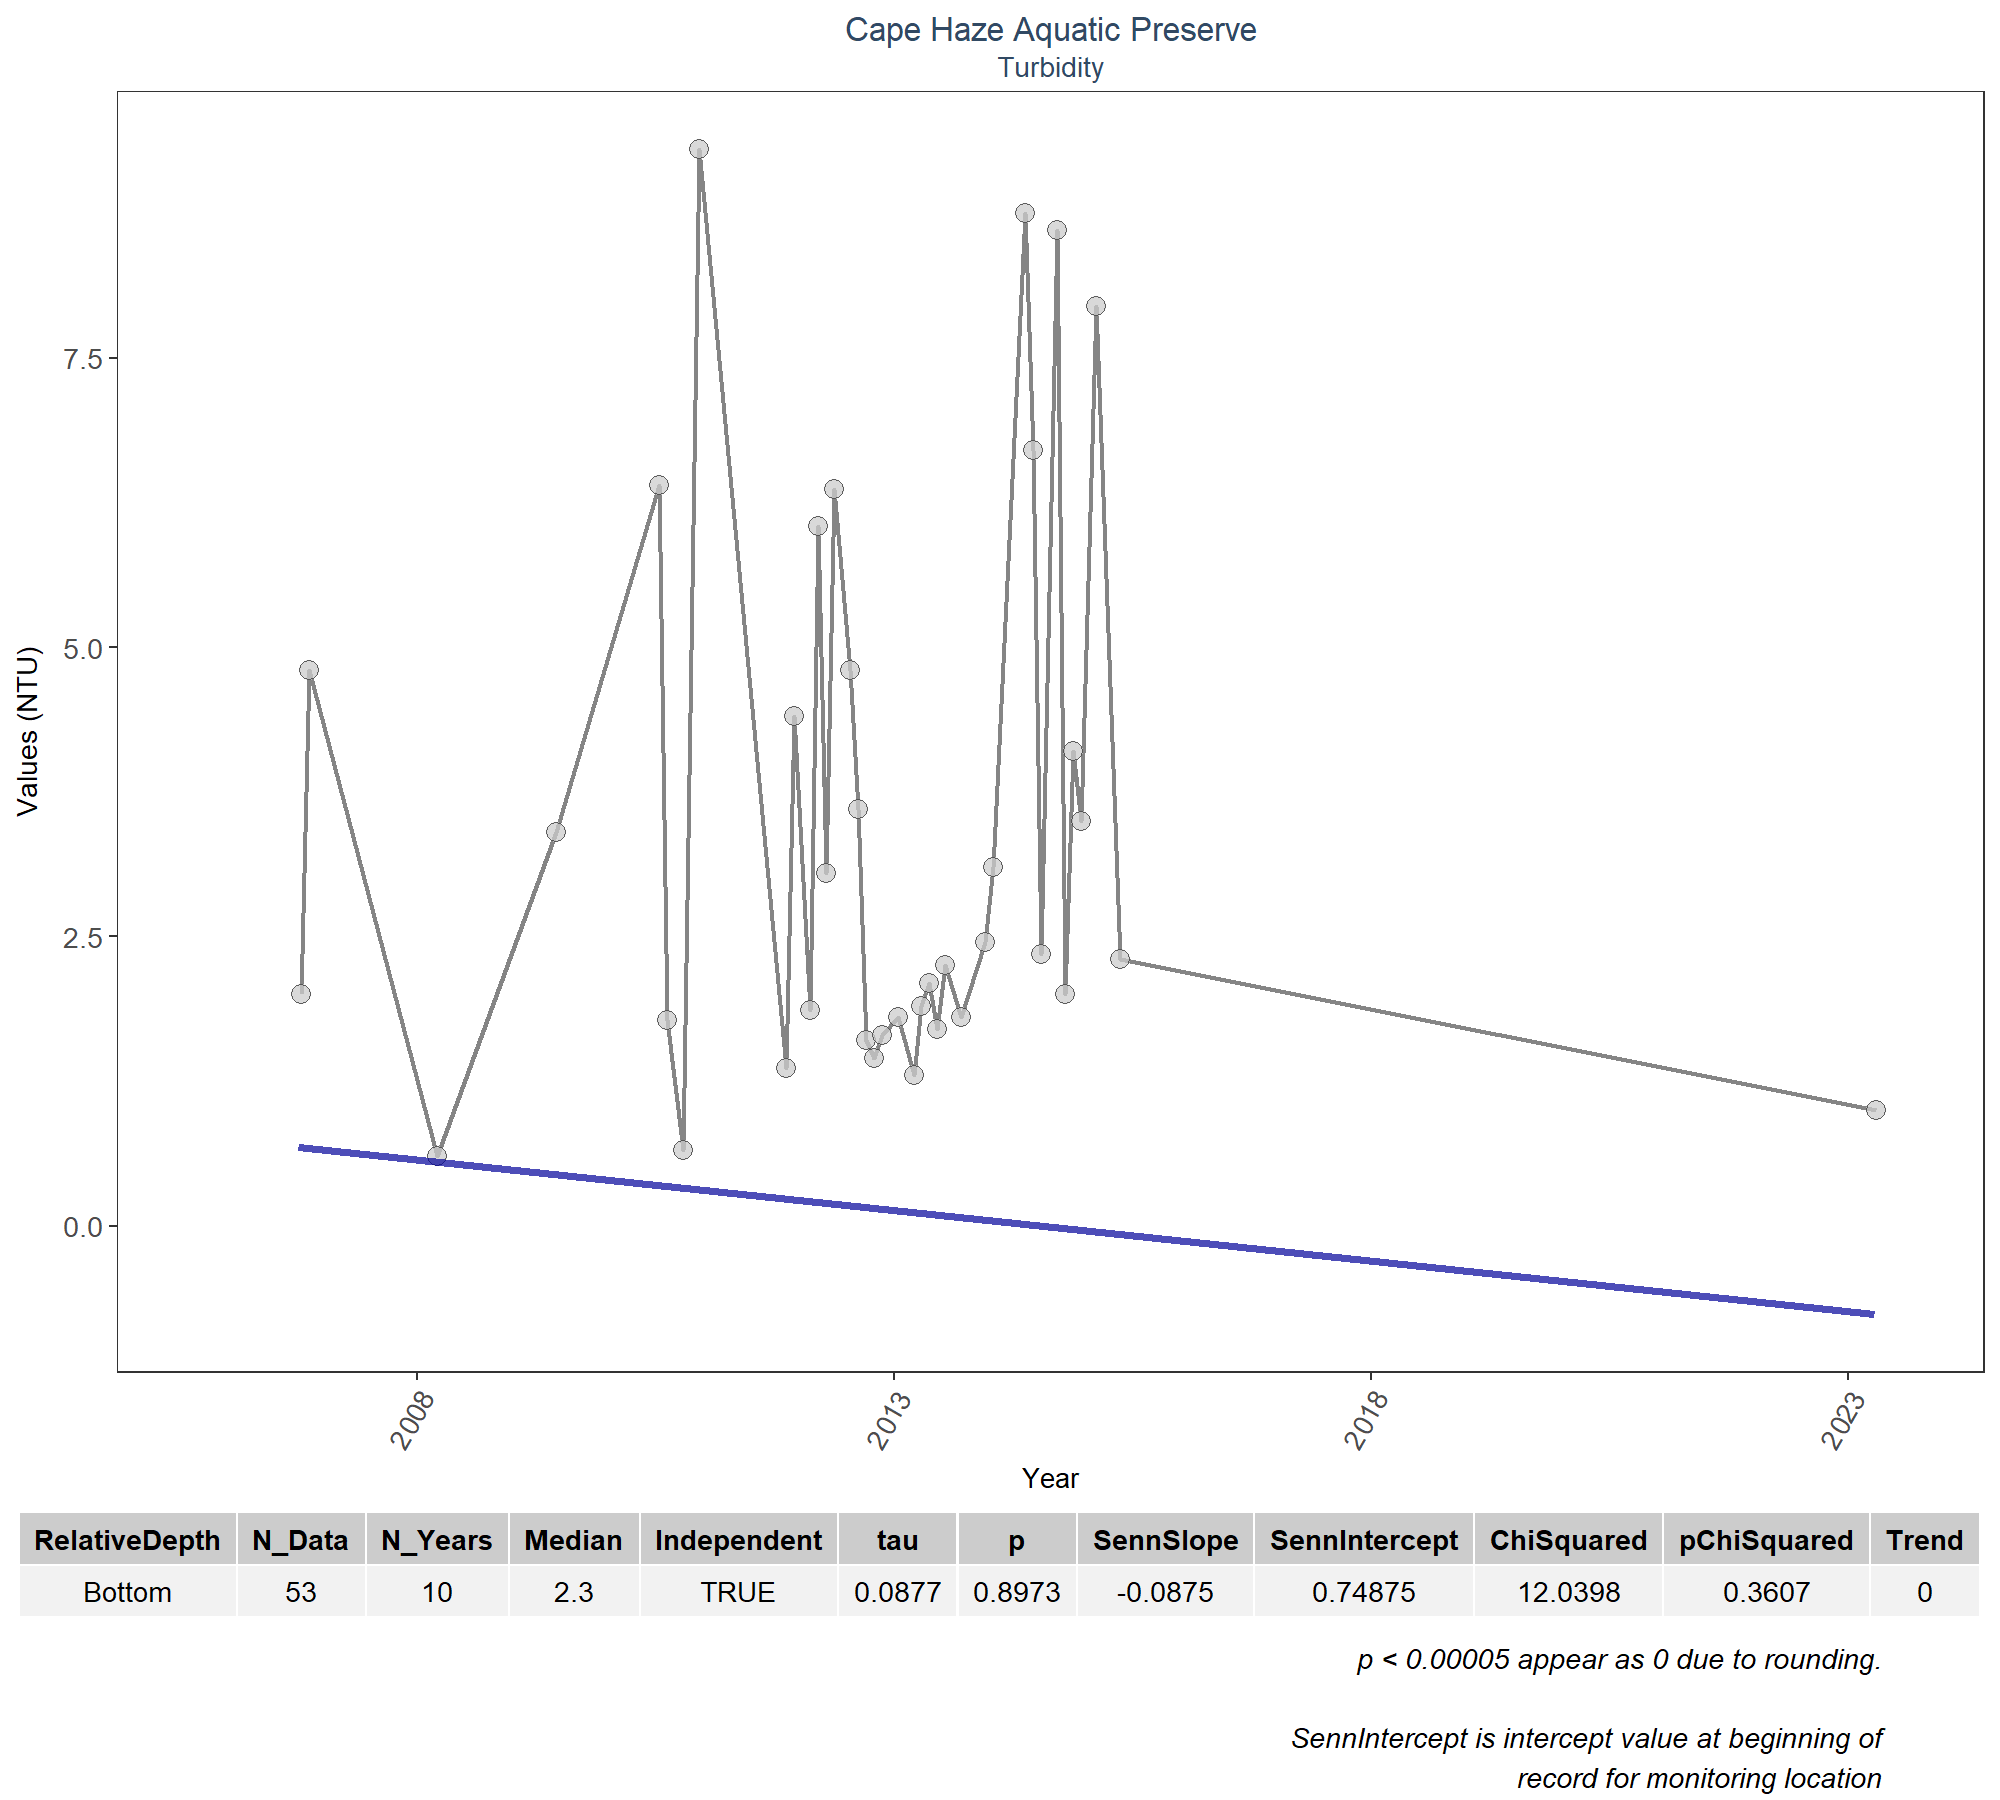 Cape Haze Aquatic Preserve
Turbidity
Values (NTU)
7.5
5.0
2.5
0.0
2008 2013 2018 2023
Year
RelativeDepth N_Data N_Years Median Independent tau p SennSlope SennIntercept ChiSquared pChiSquared Trend
Bottom 53 10 2.3 TRUE 0.0877 0.8973 -0.0875 0.74875 12.0398 0.3607 0
p < 0.00005 appear as 0 due to rounding.
SennIntercept is intercept value at beginning of
record for monitoring location